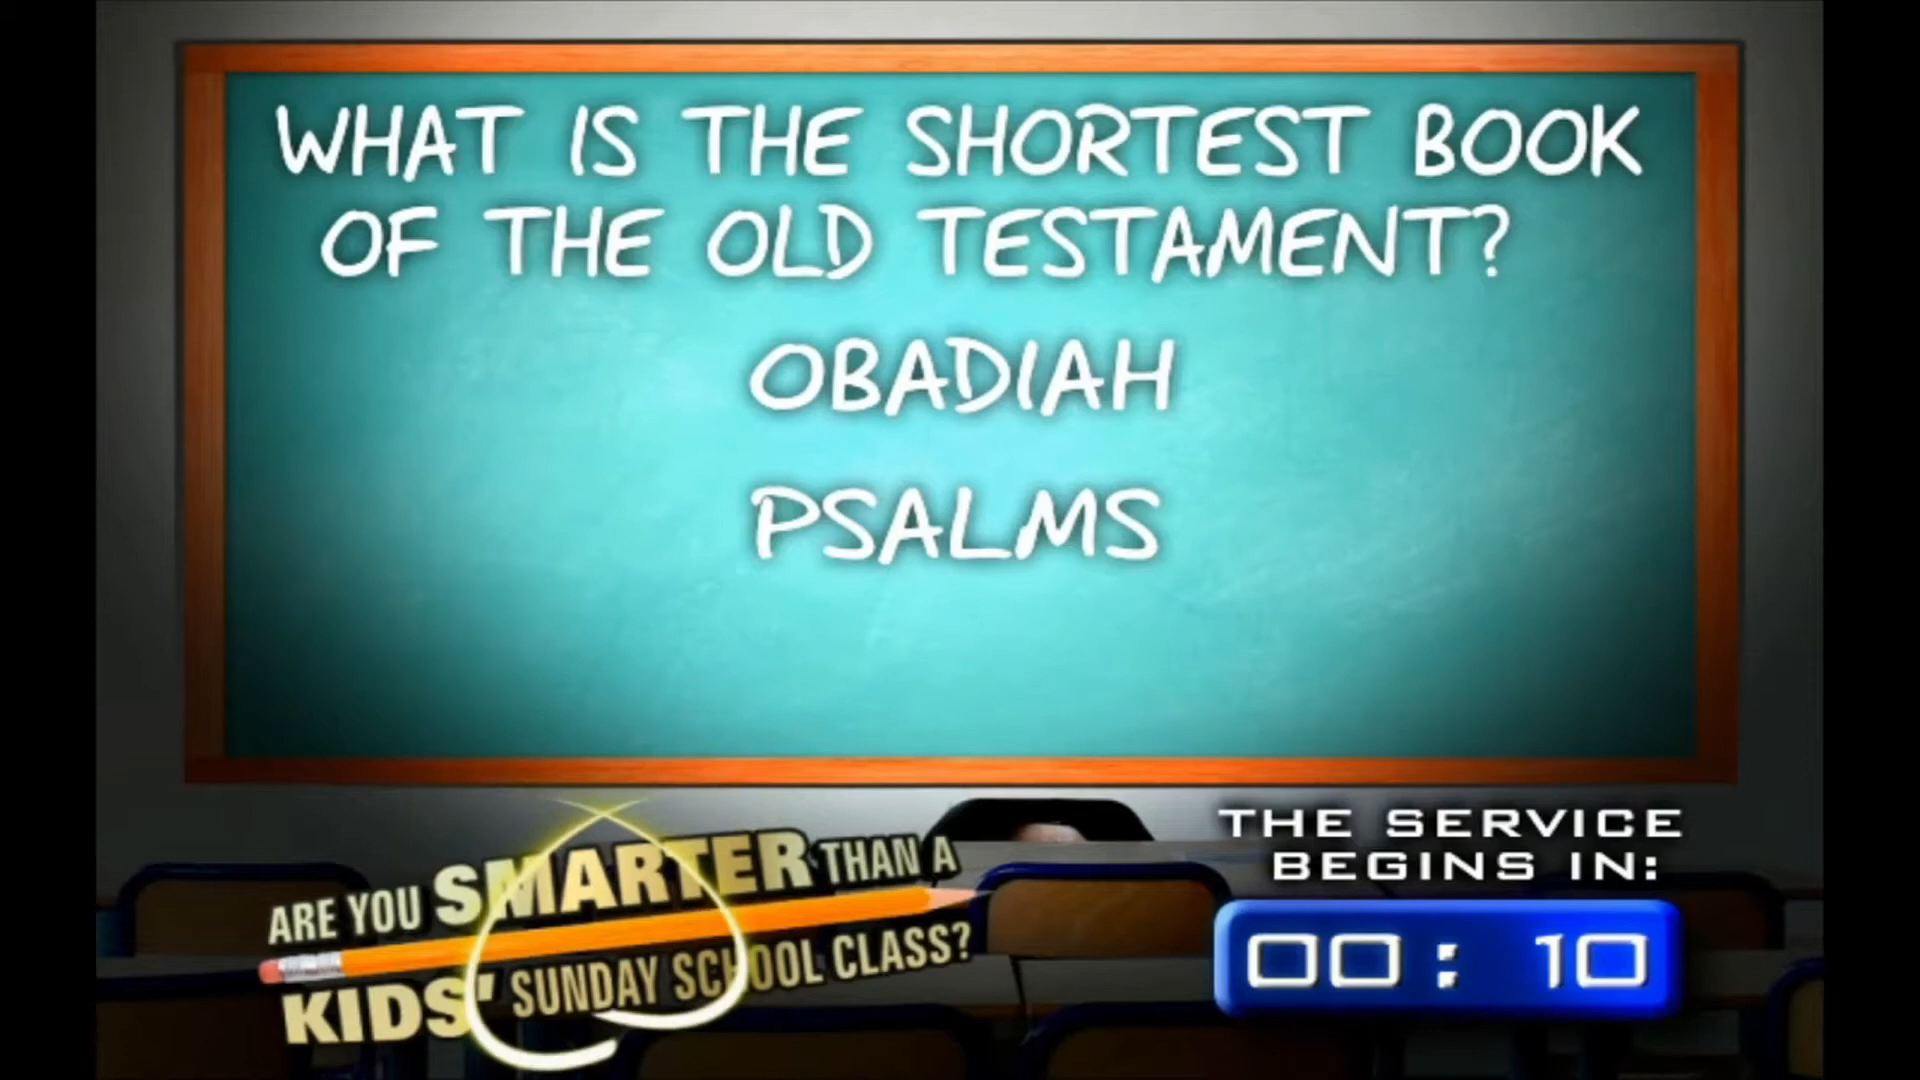 WHAT IS THE SHORTEST BOOK
OF THE OLD TESTAMENT?
OBADIAH
PSALMS
ARE YOU SMARTER THAN A
KIDS' SUNDAY SCHOOL CLASS?
THE SERVICE
BEGINS IN:
00:10